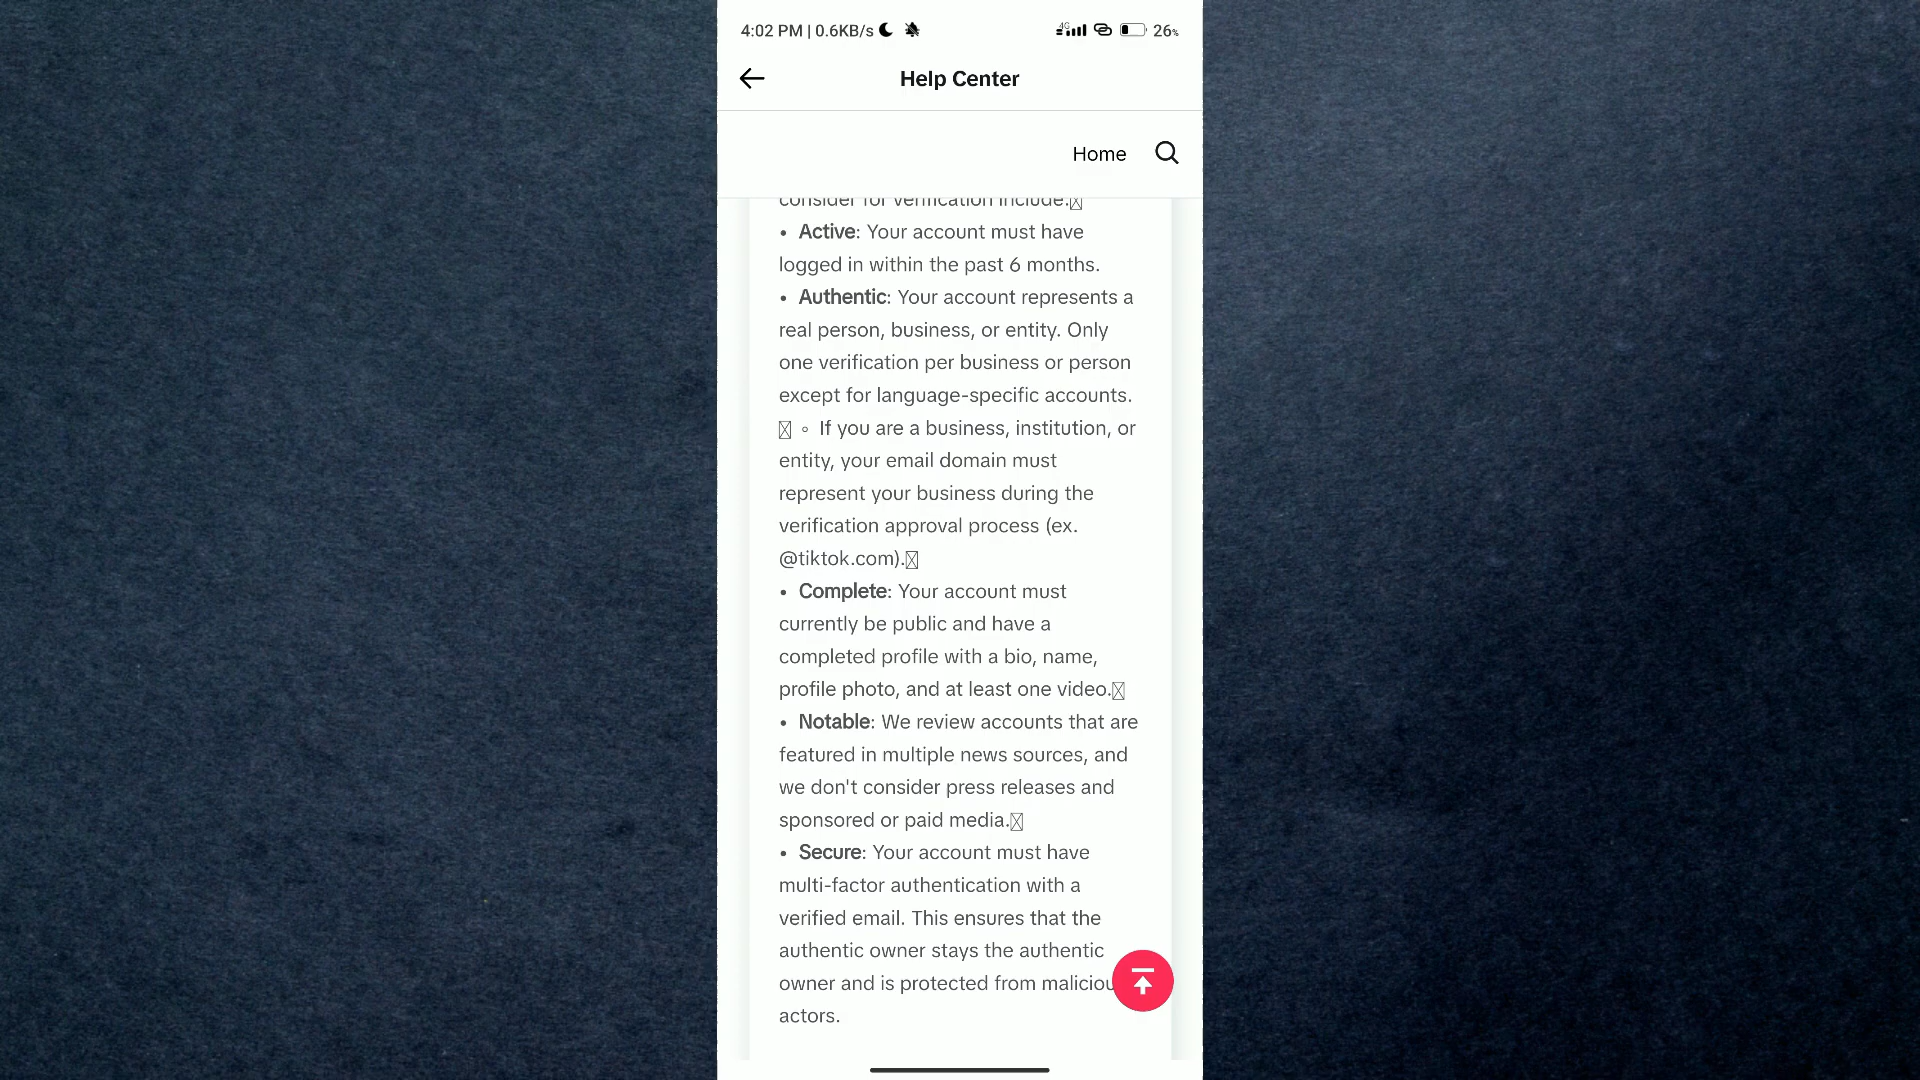 4:02 PM | 0.6KB/s
4G 26%
Help Center
Home
consider for verification include.
• Active: Your account must have
logged in within the past 6 months.
• Authentic: Your account represents a
real person, business, or entity. Only
one verification per business or person
except for language-specific accounts.
◦ If you are a business, institution, or
entity, your email domain must
represent your business during the
verification approval process (ex.
@tiktok.com).
• Complete: Your account must
currently be public and have a
completed profile with a bio, name,
profile photo, and at least one video.
• Notable: We review accounts that are
featured in multiple news sources, and
we don't consider press releases and
sponsored or paid media.
• Secure: Your account must have
multi-factor authentication with a
verified email. This ensures that the
authentic owner stays the authentic
owner and is protected from maliciou
actors.